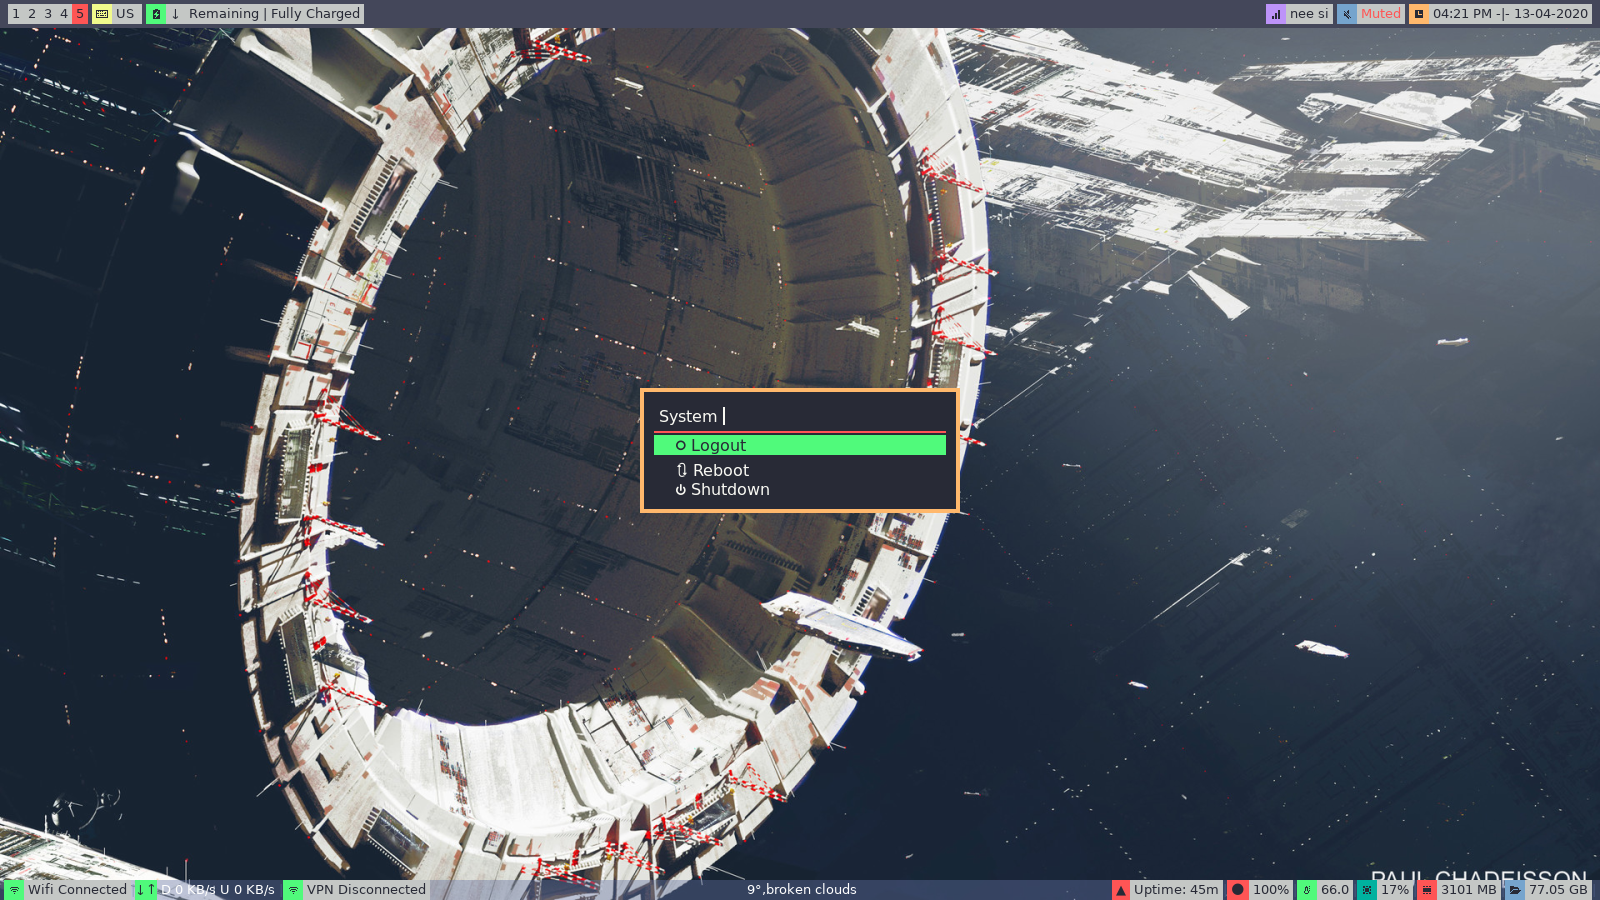 1 2 3 4 5 US ↓ Remaining | Fully Charged nee si Muted 04:21 PM -|- 13-04-2020
System
Logout
Reboot
Shutdown
PAUL CHADEISSON
Wifi Connected ↓↑ D 0 KB/s U 0 KB/s VPN Disconnected 9°,broken clouds Uptime: 45m 100% 66.0 17% 3101 MB 77.05 GB